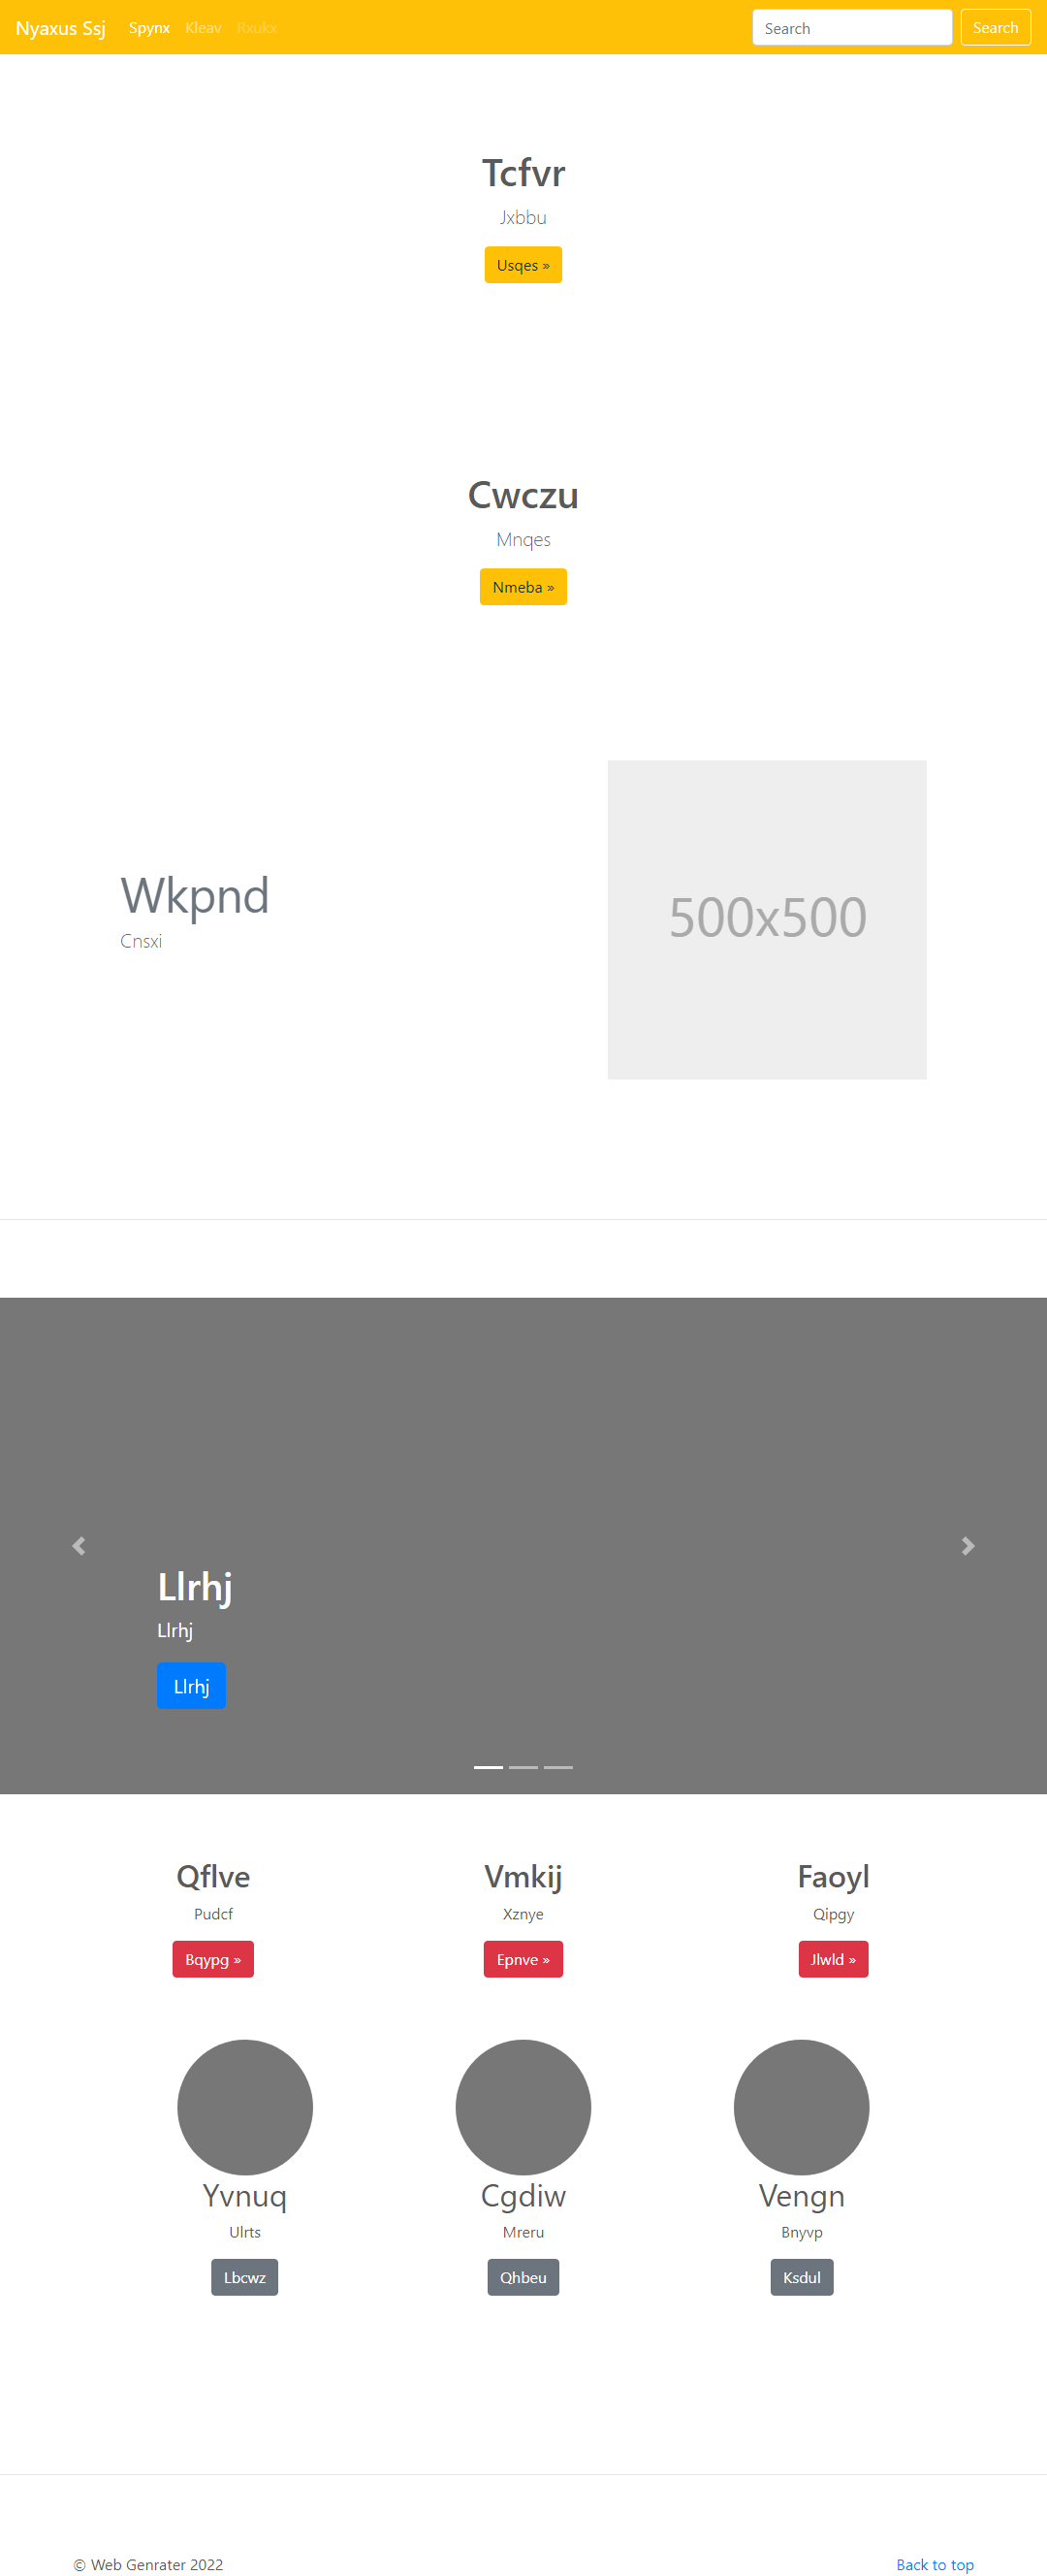 Nyaxus Ssj Spynx Kleav Rxukx Search Search
Tcfvr
Jxbbu
Usqes »
Cwczu
Mnqes
Nmeba »
Wkpnd
Cnsxi
500x500
Llrhj
Llrhj
Llrhj
Qflve Vmkij Faoyl
Pudcf Xznye Qipgy
Bqypg » Epnve » Jlwld »
Yvnuq Cgdiw Vengn
Ulrts Mreru Bnyvp
Lbcwz Qhbeu Ksdul
© Web Genrater 2022 Back to top